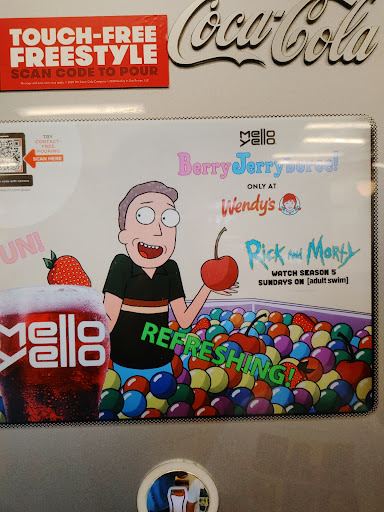 TOUCH-FREE
FREESTYLE
SCAN CODE TO POUR
Coca-Cola
TRY
CONTACT-
FREE
POURING
SCAN HERE
mello
yello
BerryJerryboree!
ONLY AT
Wendy's
Rick and Morty
WATCH SEASON 5
SUNDAYS ON [adult swim]
UN!
mello
yello
REFRESHING!